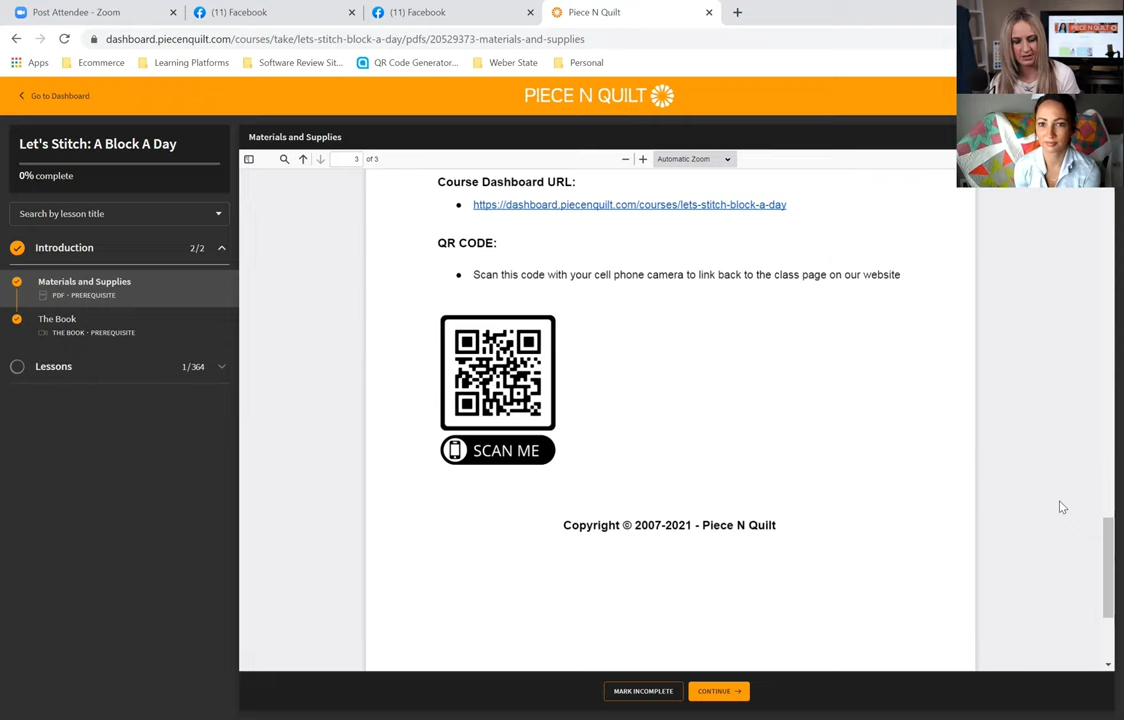 Post Attendee - Zoom
(11) Facebook
(11) Facebook
Piece N Quilt
dashboard.piecenquilt.com/courses/take/lets-stitch-block-a-day/pdfs/20529373-materials-and-supplies
Apps
Ecommerce
Learning Platforms
Software Review Sit...
QR Code Generator...
Weber State
Personal
Go to Dashboard
PIECE N QUILT
Let's Stitch: A Block A Day
0% complete
Search by lesson title
Introduction 2/2
Materials and Supplies
PDF • PREREQUISITE
The Book
THE BOOK • PREREQUISITE
Lessons 1/364
Materials and Supplies
3 of 3
Automatic Zoom
Course Dashboard URL:
• https://dashboard.piecenquilt.com/courses/lets-stitch-block-a-day
QR CODE:
• Scan this code with your cell phone camera to link back to the class page on our website
SCAN ME
Copyright © 2007-2021 - Piece N Quilt
MARK INCOMPLETE
CONTINUE →